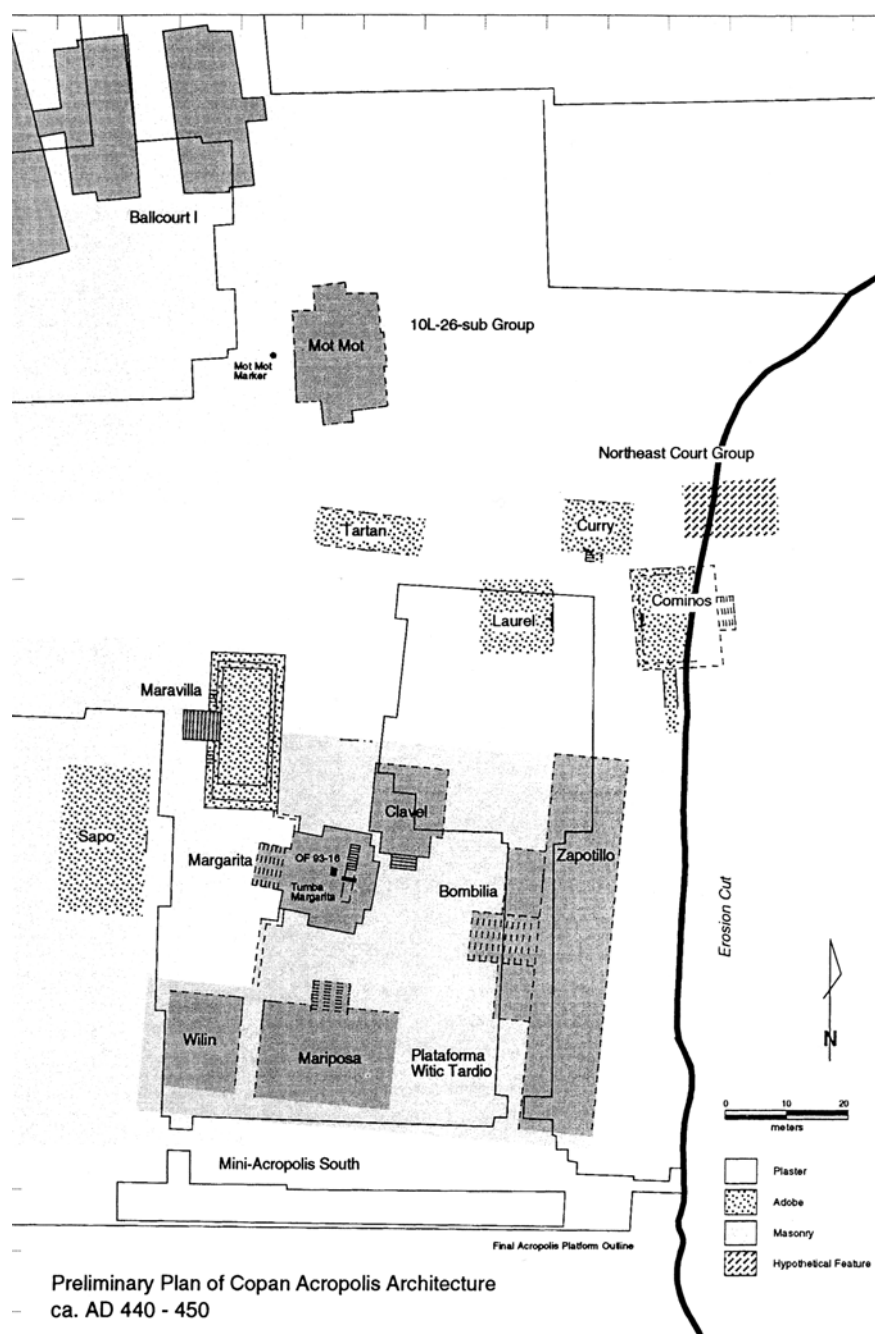 Ballcourt I
Mot Mot
10L-26-sub Group
Mot Mot
Marker
Northeast Court Group
Tartan
Curry
Cominos
Laurel
Maravilla
Clavel
Sapo
Zapotillo
OF 93-16
Margarita
Tumba
Margarita
Bombilia
Erosion Cut
Wilin
Mariposa
Plataforma
Witic Tardio
N
0 10 20
meters
Mini-Acropolis South
Plaster
Adobe
Masonry
Hypothetical Feature
Final Acropolis Platform Outline
Preliminary Plan of Copan Acropolis Architecture
ca. AD 440 - 450